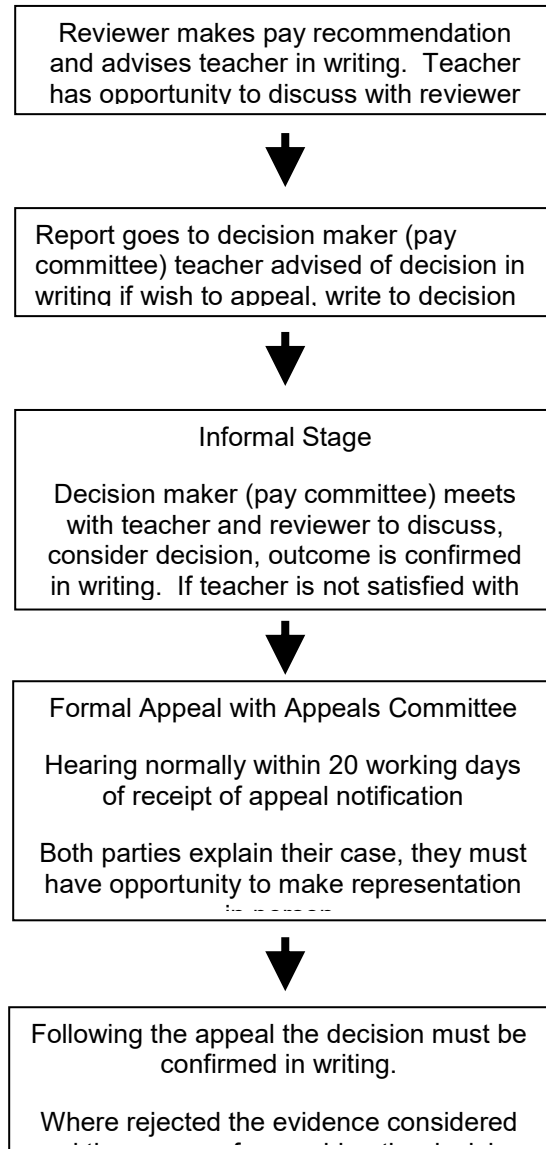 Reviewer makes pay recommendation
and advises teacher in writing. Teacher
has opportunity to discuss with reviewer
Report goes to decision maker (pay
committee) teacher advised of decision in
writing if wish to appeal, write to decision
Informal Stage
Decision maker (pay committee) meets
with teacher and reviewer to discuss,
consider decision, outcome is confirmed
in writing. If teacher is not satisfied with
Formal Appeal with Appeals Committee
Hearing normally within 20 working days
of receipt of appeal notification
Both parties explain their case, they must
have opportunity to make representation
in person
Following the appeal the decision must be
confirmed in writing.
Where rejected the evidence considered